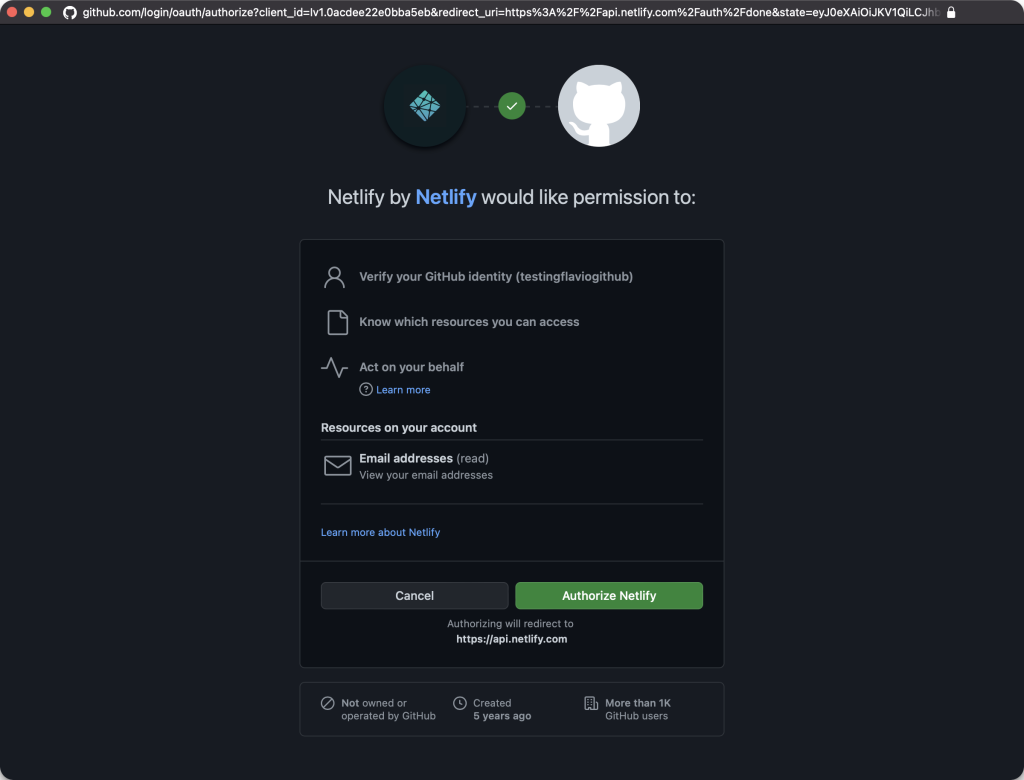 github.com/login/oauth/authorize?client_id=Iv1.0acdee22e0bba5eb&redirect_uri=https%3A%2F%2Fapi.netlify.com%2Fauth%2Fdone&state=eyJ0eXAiOiJKV1QiLCJhb
Netlify by Netlify would like permission to:
Verify your GitHub identity (testingflaviogithub)
Know which resources you can access
Act on your behalf
? Learn more
Resources on your account
Email addresses (read)
View your email addresses
Learn more about Netlify
Cancel
Authorize Netlify
Authorizing will redirect to
https://api.netlify.com
Not owned or
operated by GitHub
Created
5 years ago
More than 1K
GitHub users